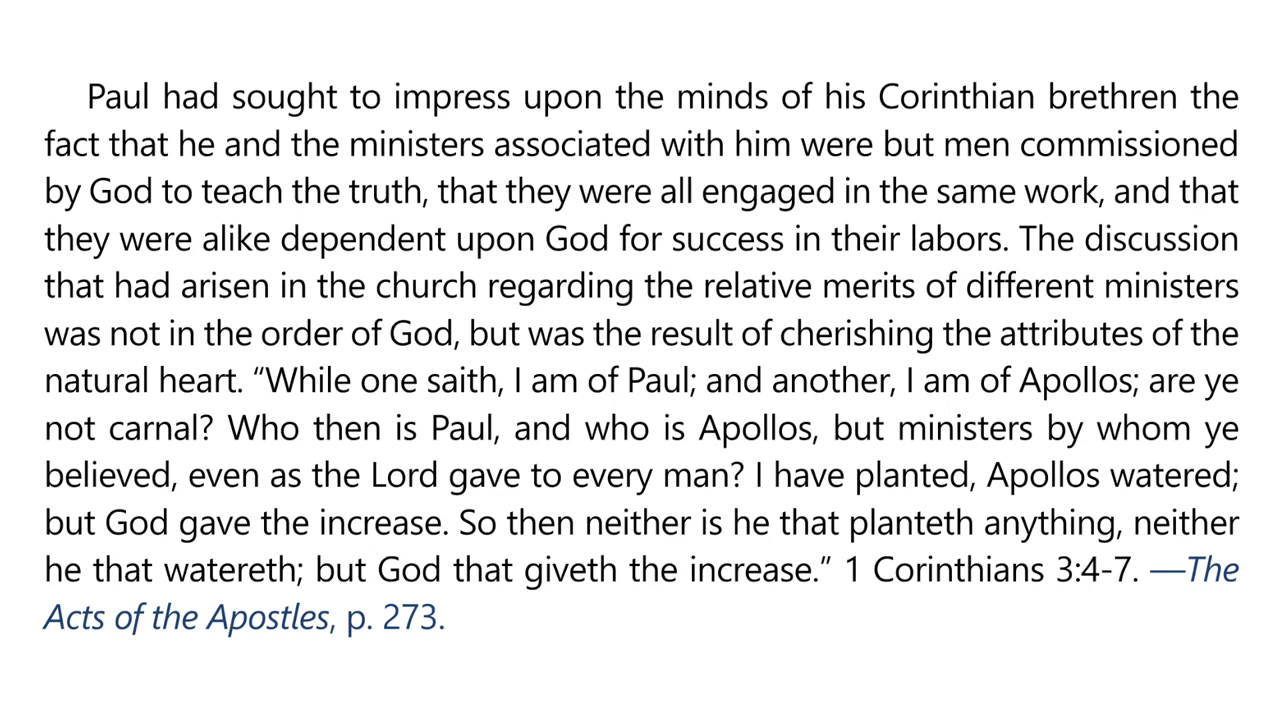 Paul had sought to impress upon the minds of his Corinthian brethren the
fact that he and the ministers associated with him were but men commissioned
by God to teach the truth, that they were all engaged in the same work, and that
they were alike dependent upon God for success in their labors. The discussion
that had arisen in the church regarding the relative merits of different ministers
was not in the order of God, but was the result of cherishing the attributes of the
natural heart. “While one saith, I am of Paul; and another, I am of Apollos; are ye
not carnal? Who then is Paul, and who is Apollos, but ministers by whom ye
believed, even as the Lord gave to every man? I have planted, Apollos watered;
but God gave the increase. So then neither is he that planteth anything, neither
he that watereth; but God that giveth the increase.” 1 Corinthians 3:4-7. —The
Acts of the Apostles, p. 273.